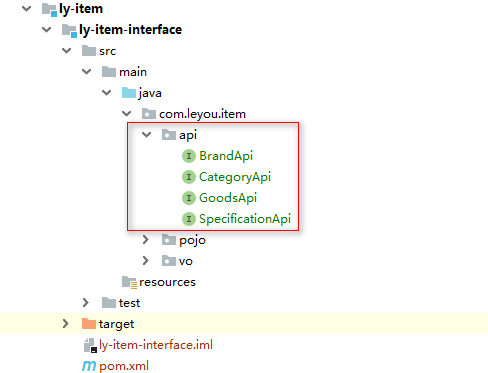 ly-item
ly-item-interface
src
main
java
com.leyou.item
api
BrandApi
CategoryApi
GoodsApi
SpecificationApi
pojo
vo
resources
test
target
ly-item-interface.iml
pom.xml